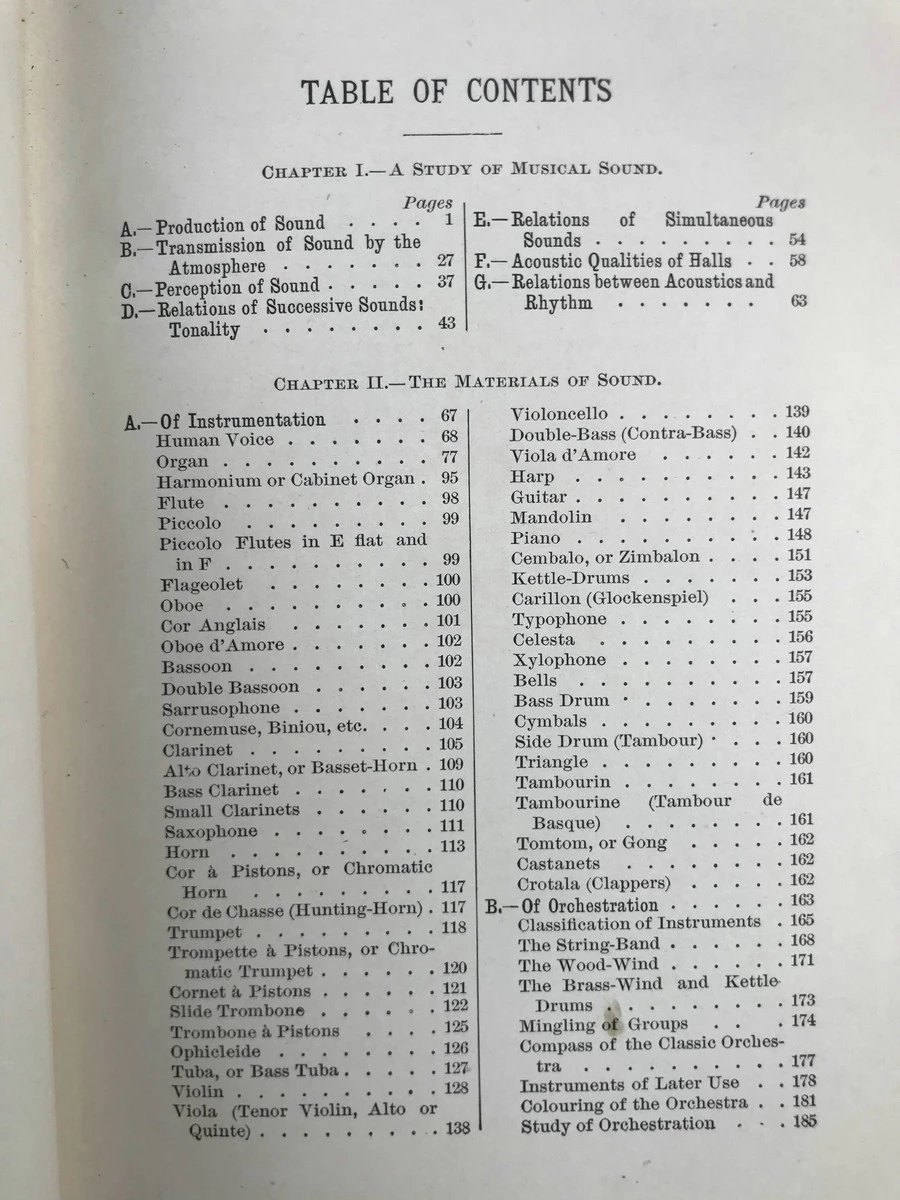 TABLE OF CONTENTS
CHAPTER I.—A STUDY OF MUSICAL SOUND.
Pages
A.—Production of Sound . . . . 1
B.—Transmission of Sound by the
Atmosphere . . . . . . . 27
C.—Perception of Sound . . . . . 37
D.—Relations of Successive Sounds:
Tonality . . . . . . . . 43
Pages
E.—Relations of Simultaneous
Sounds . . . . . . . . . 54
F.—Acoustic Qualities of Halls . . 58
G.—Relations between Acoustics and
Rhythm . . . . . . . 63
CHAPTER II.—THE MATERIALS OF SOUND.
A.—Of Instrumentation . . . . 67
Human Voice . . . . . . . 68
Organ . . . . . . . . . . 77
Harmonium or Cabinet Organ . 95
Flute . . . . . . . . . . 98
Piccolo . . . . . . . . . 99
Piccolo Flutes in E flat and
in F . . . . . . . . . . 99
Flageolet . . . . . . . . 100
Oboe . . . . . . . . . . 100
Cor Anglais . . . . . . . 101
Oboe d'Amore . . . . . . . 102
Bassoon . . . . . . . . . 102
Double Bassoon . . . . . . 103
Sarrusophone . . . . . . . 103
Cornemuse, Biniou, etc. . . . 104
Clarinet . . . . . . . . . 105
Alto Clarinet, or Basset-Horn . 109
Bass Clarinet . . . . . . . 110
Small Clarinets . . . . . . 110
Saxophone . . . . . . . . 111
Horn . . . . . . . . . . 113
Cor à Pistons, or Chromatic
Horn . . . . . . . . . 117
Cor de Chasse (Hunting-Horn) . 117
Trumpet . . . . . . . . . 118
Trompette à Pistons, or Chro-
matic Trumpet . . . . . . 120
Cornet à Pistons . . . . . . 121
Slide Trombone . . . . . . 122
Trombone à Pistons . . . . 125
Ophicleide . . . . . . . . 126
Tuba, or Bass Tuba . . . . . 127
Violin . . . . . . . . . . 128
Viola (Tenor Violin, Alto or
Quinte) . . . . . . . . . 138
Violoncello . . . . . . . . 139
Double-Bass (Contra-Bass) . . 140
Viola d'Amore . . . . . . 142
Harp . . . . . . . . . . 143
Guitar . . . . . . . . . . 147
Mandolin . . . . . . . . 147
Piano . . . . . . . . . . 148
Cembalo, or Zimbalon . . . . 151
Kettle-Drums . . . . . . . 153
Carillon (Glockenspiel) . . . 155
Typophone . . . . . . . . 155
Celesta . . . . . . . . . 156
Xylophone . . . . . . . . 157
Bells . . . . . . . . . . 157
Bass Drum . . . . . . . . 159
Cymbals . . . . . . . . . 160
Side Drum (Tambour) . . . . 160
Triangle . . . . . . . . . 160
Tambourin . . . . . . . . 161
Tambourine (Tambour de
Basque) . . . . . . . . 161
Tomtom, or Gong . . . . . 162
Castanets . . . . . . . . 162
Crotala (Clappers) . . . . . 162
B.—Of Orchestration . . . . . . 163
Classification of Instruments . 165
The String-Band . . . . . . 168
The Wood-Wind . . . . . . 171
The Brass-Wind and Kettle-
Drums . . . . . . . . . 173
Mingling of Groups . . . . 174
Compass of the Classic Orches-
tra . . . . . . . . . . 177
Instruments of Later Use . . 178
Colouring of the Orchestra . . 181
Study of Orchestration . . . 185